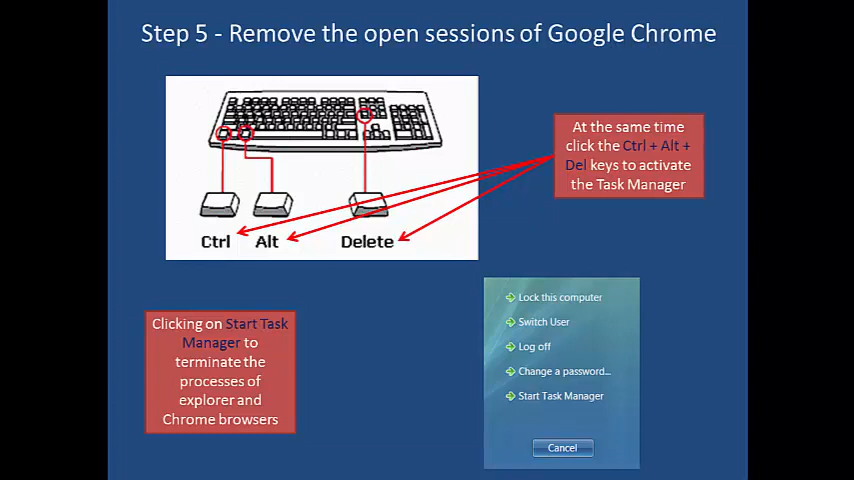 Step 5 - Remove the open sessions of Google Chrome
At the same time
click the Ctrl + Alt +
Del keys to activate
the Task Manager
Ctrl Alt Delete
Clicking on Start Task
Manager to
terminate the
processes of
explorer and
Chrome browsers
Lock this computer
Switch User
Log off
Change a password...
Start Task Manager
Cancel